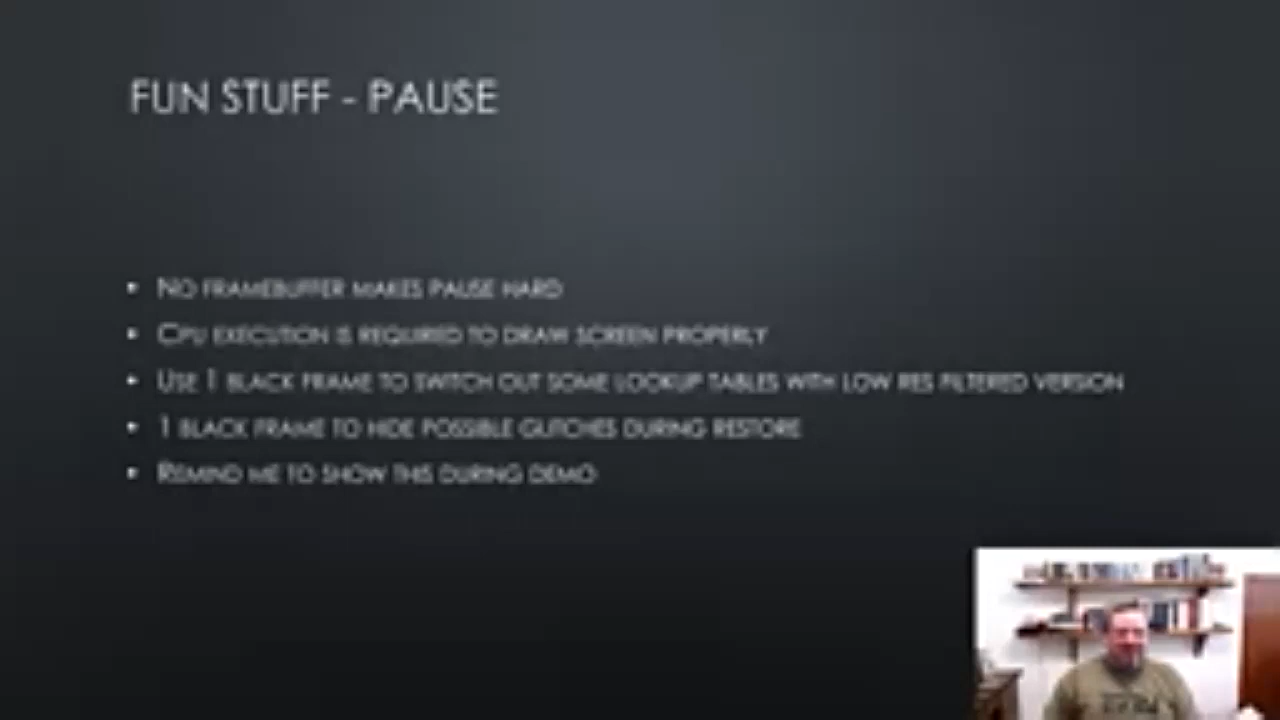 FUN STUFF - PAUSE
• NO FRAMEBUFFER MAKES PAUSE HARD
• CPU EXECUTION IS REQUIRED TO DRAW SCREEN PROPERLY
• USE 1 BLACK FRAME TO SWITCH OUT SOME LOOKUP TABLES WITH LOW RES FILTERED VERSION
• 1 BLACK FRAME TO HIDE POSSIBLE GLITCHES DURING RESTORE
• REMIND ME TO SHOW THIS DURING DEMO